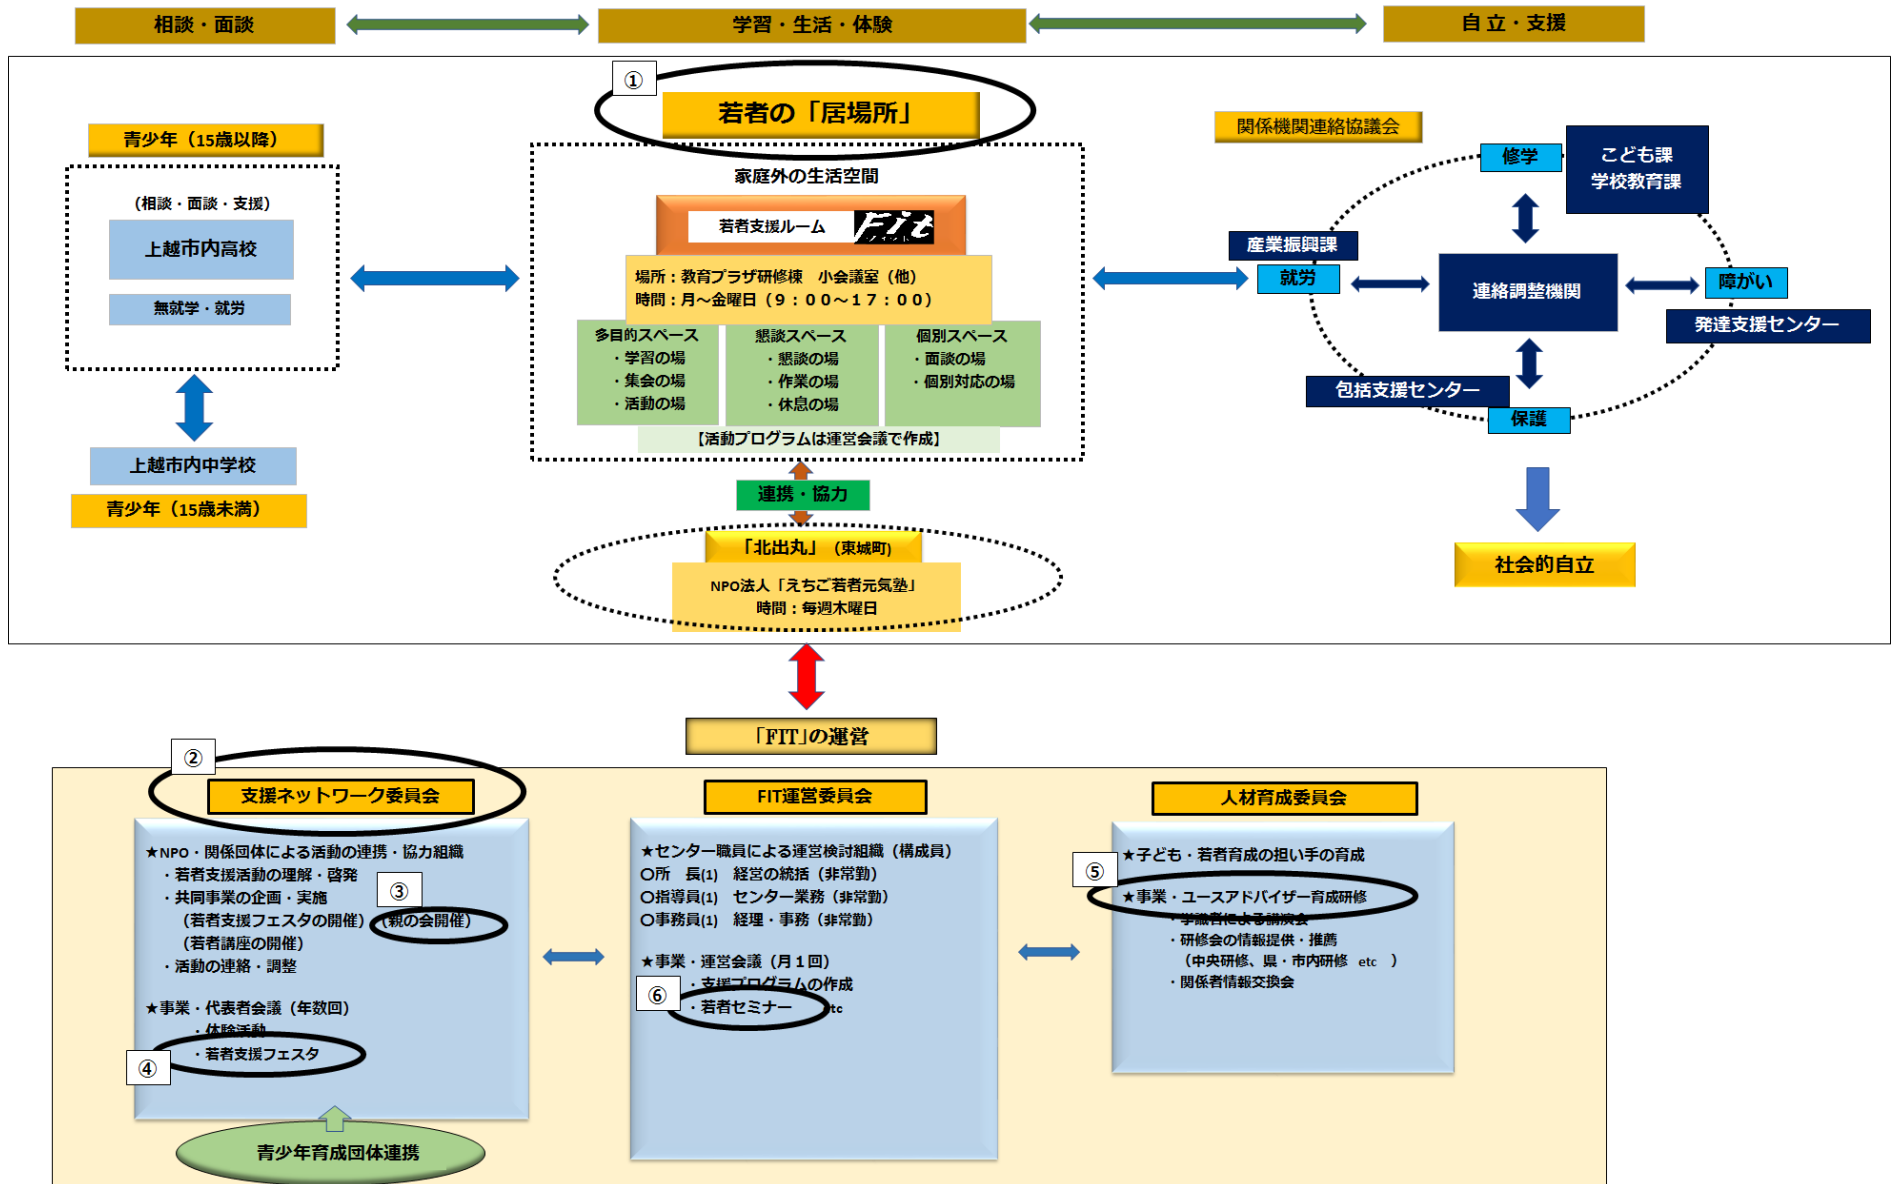 相談・面談
学習・生活・体験
自立・支援
①
若者の「居場所」
青少年（15歳以降）
（相談・面談・支援）
上越市内高校
無就学・就労
上越市内中学校
青少年（15歳未満）
家庭外の生活空間
若者支援ルーム Fit
場所：教育プラザ研修棟　小会議室（他）
時間：月～金曜日（９：００～１７：００）
多目的スペース
・学習の場
・集会の場
・活動の場
懇談スペース
・懇談の場
・作業の場
・休息の場
個別スペース
・面談の場
・個別対応の場
【活動プログラムは運営会議で作成】
連携・協力
「北出丸」（東城町)
NPO法人「えちご若者元気塾」
時間：毎週木曜日
関係機関連絡協議会
修学
こども課
学校教育課
産業振興課
就労
連絡調整機関
障がい
発達支援センター
包括支援センター
保護
社会的自立
「FIT」の運営
②
支援ネットワーク委員会
★NPO・関係団体による活動の連携・協力組織
・若者支援活動の理解・啓発
・共同事業の企画・実施
③
（若者支援フェスタの開催）（親の会開催）
（若者講座の開催）
・活動の連絡・調整
★事業・代表者会議（年数回）
・体験活動
④
・若者支援フェスタ
青少年育成団体連携
FIT運営委員会
★センター職員による運営検討組織（構成員）
〇所　長(1)　経営の統括（非常勤）
〇指導員(1)　センター業務（非常勤）
〇事務員(1)　経理・事務（非常勤）
★事業・運営会議（月１回）
・支援プログラムの作成
⑥
・若者セミナー　　etc
人材育成委員会
★子ども・若者育成の担い手の育成
⑤
★事業・ユースアドバイザー育成研修
・学識者による講演会
・研修会の情報提供・推薦
（中央研修、県・市内研修　etc　）
・関係者情報交換会